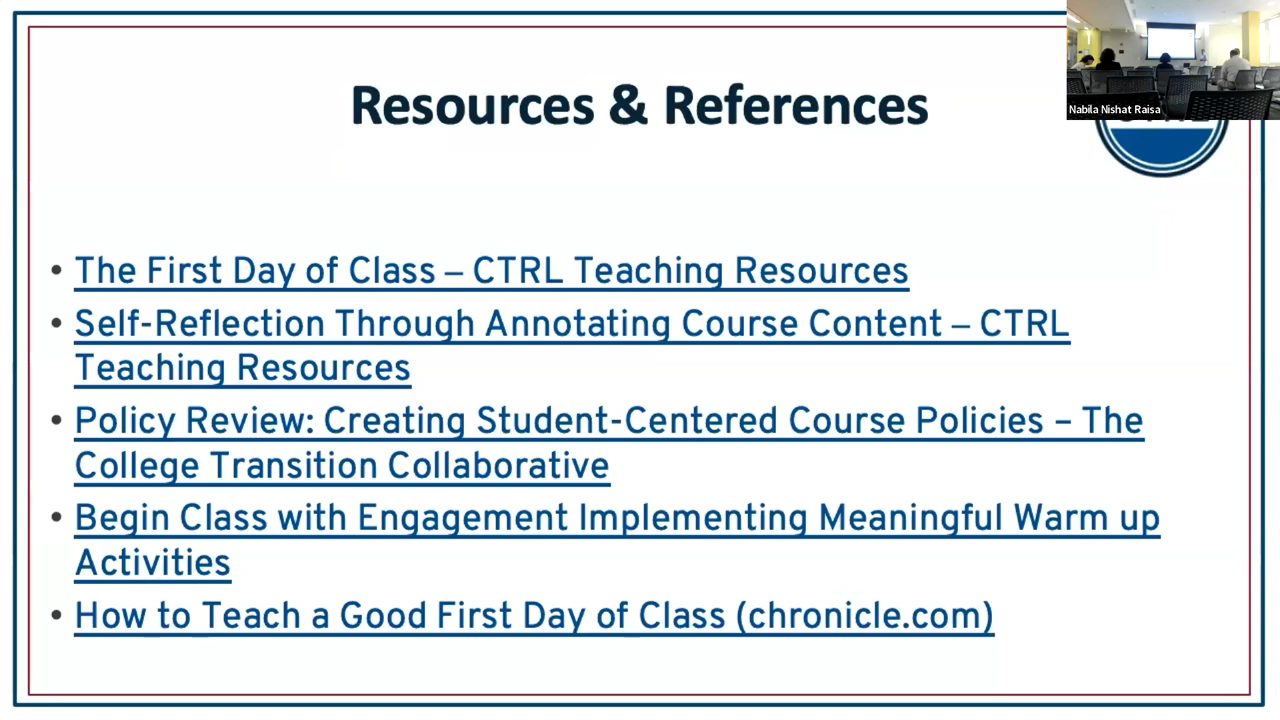 Resources & References
Nabila Nishat Raisa
• The First Day of Class – CTRL Teaching Resources
• Self-Reflection Through Annotating Course Content – CTRL
Teaching Resources
• Policy Review: Creating Student-Centered Course Policies – The
College Transition Collaborative
• Begin Class with Engagement Implementing Meaningful Warm up
Activities
• How to Teach a Good First Day of Class (chronicle.com)